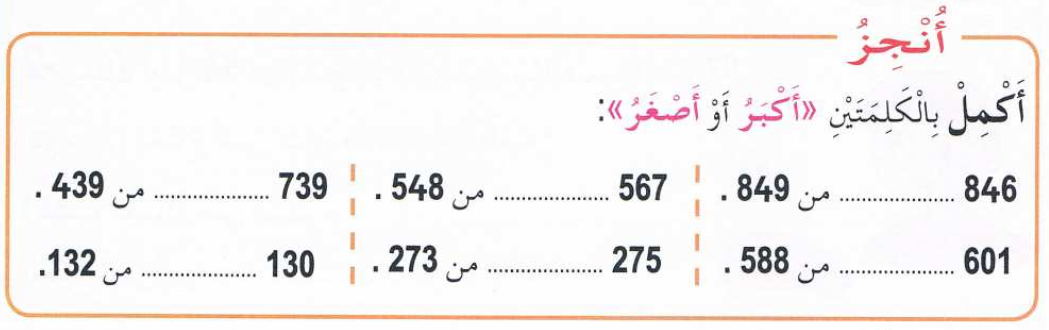 أُنْجِزُ
أَكْمِلْ بِالْكَلِمَتَيْنِ «أَكْبَرُ أَوْ أَصْغَرُ»:
846 .................... من 849 . 567 .................... من 548 . 739 .................... من 439 .
601 .................... من 588 . 275 .................... من 273 . 130 .................... من 132.